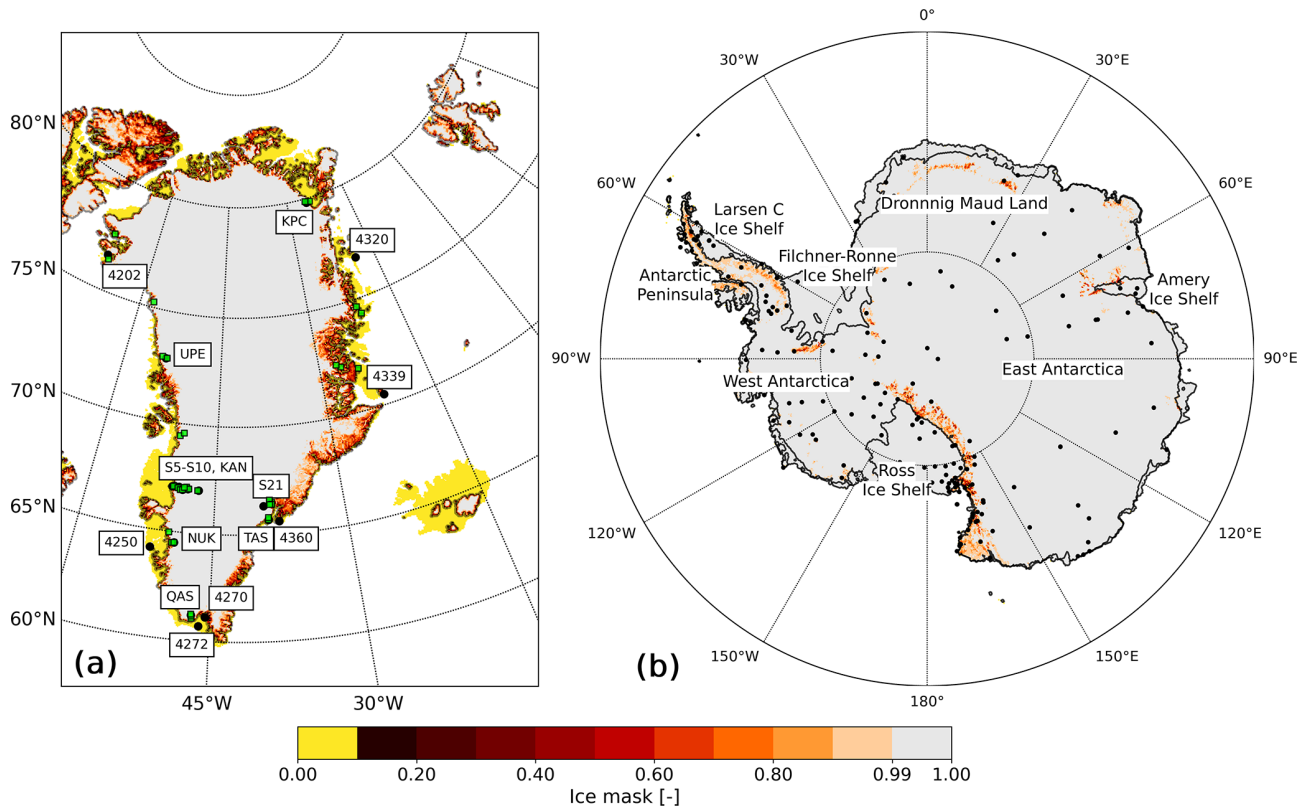 0°
30°W
30°E
80°N
60°W
60°E
Larsen C
Ice Shelf
Dronnnig Maud Land
KPC
4320
Filchner-Ronne
Ice Shelf
75°N
4202
Antarctic
Peninsula
Amery
Ice Shelf
UPE
90°W
90°E
4339
West Antarctica
East Antarctica
70°N
S5-S10, KAN
S21
Ross
Ice Shelf
65°N
4250
NUK
TAS
4360
120°W
120°E
QAS
4270
60°N
4272
(a)
150°W
(b)
150°E
45°W
30°W
180°
0.00
0.20
0.40
0.60
0.80
0.99
1.00
Ice mask [-]